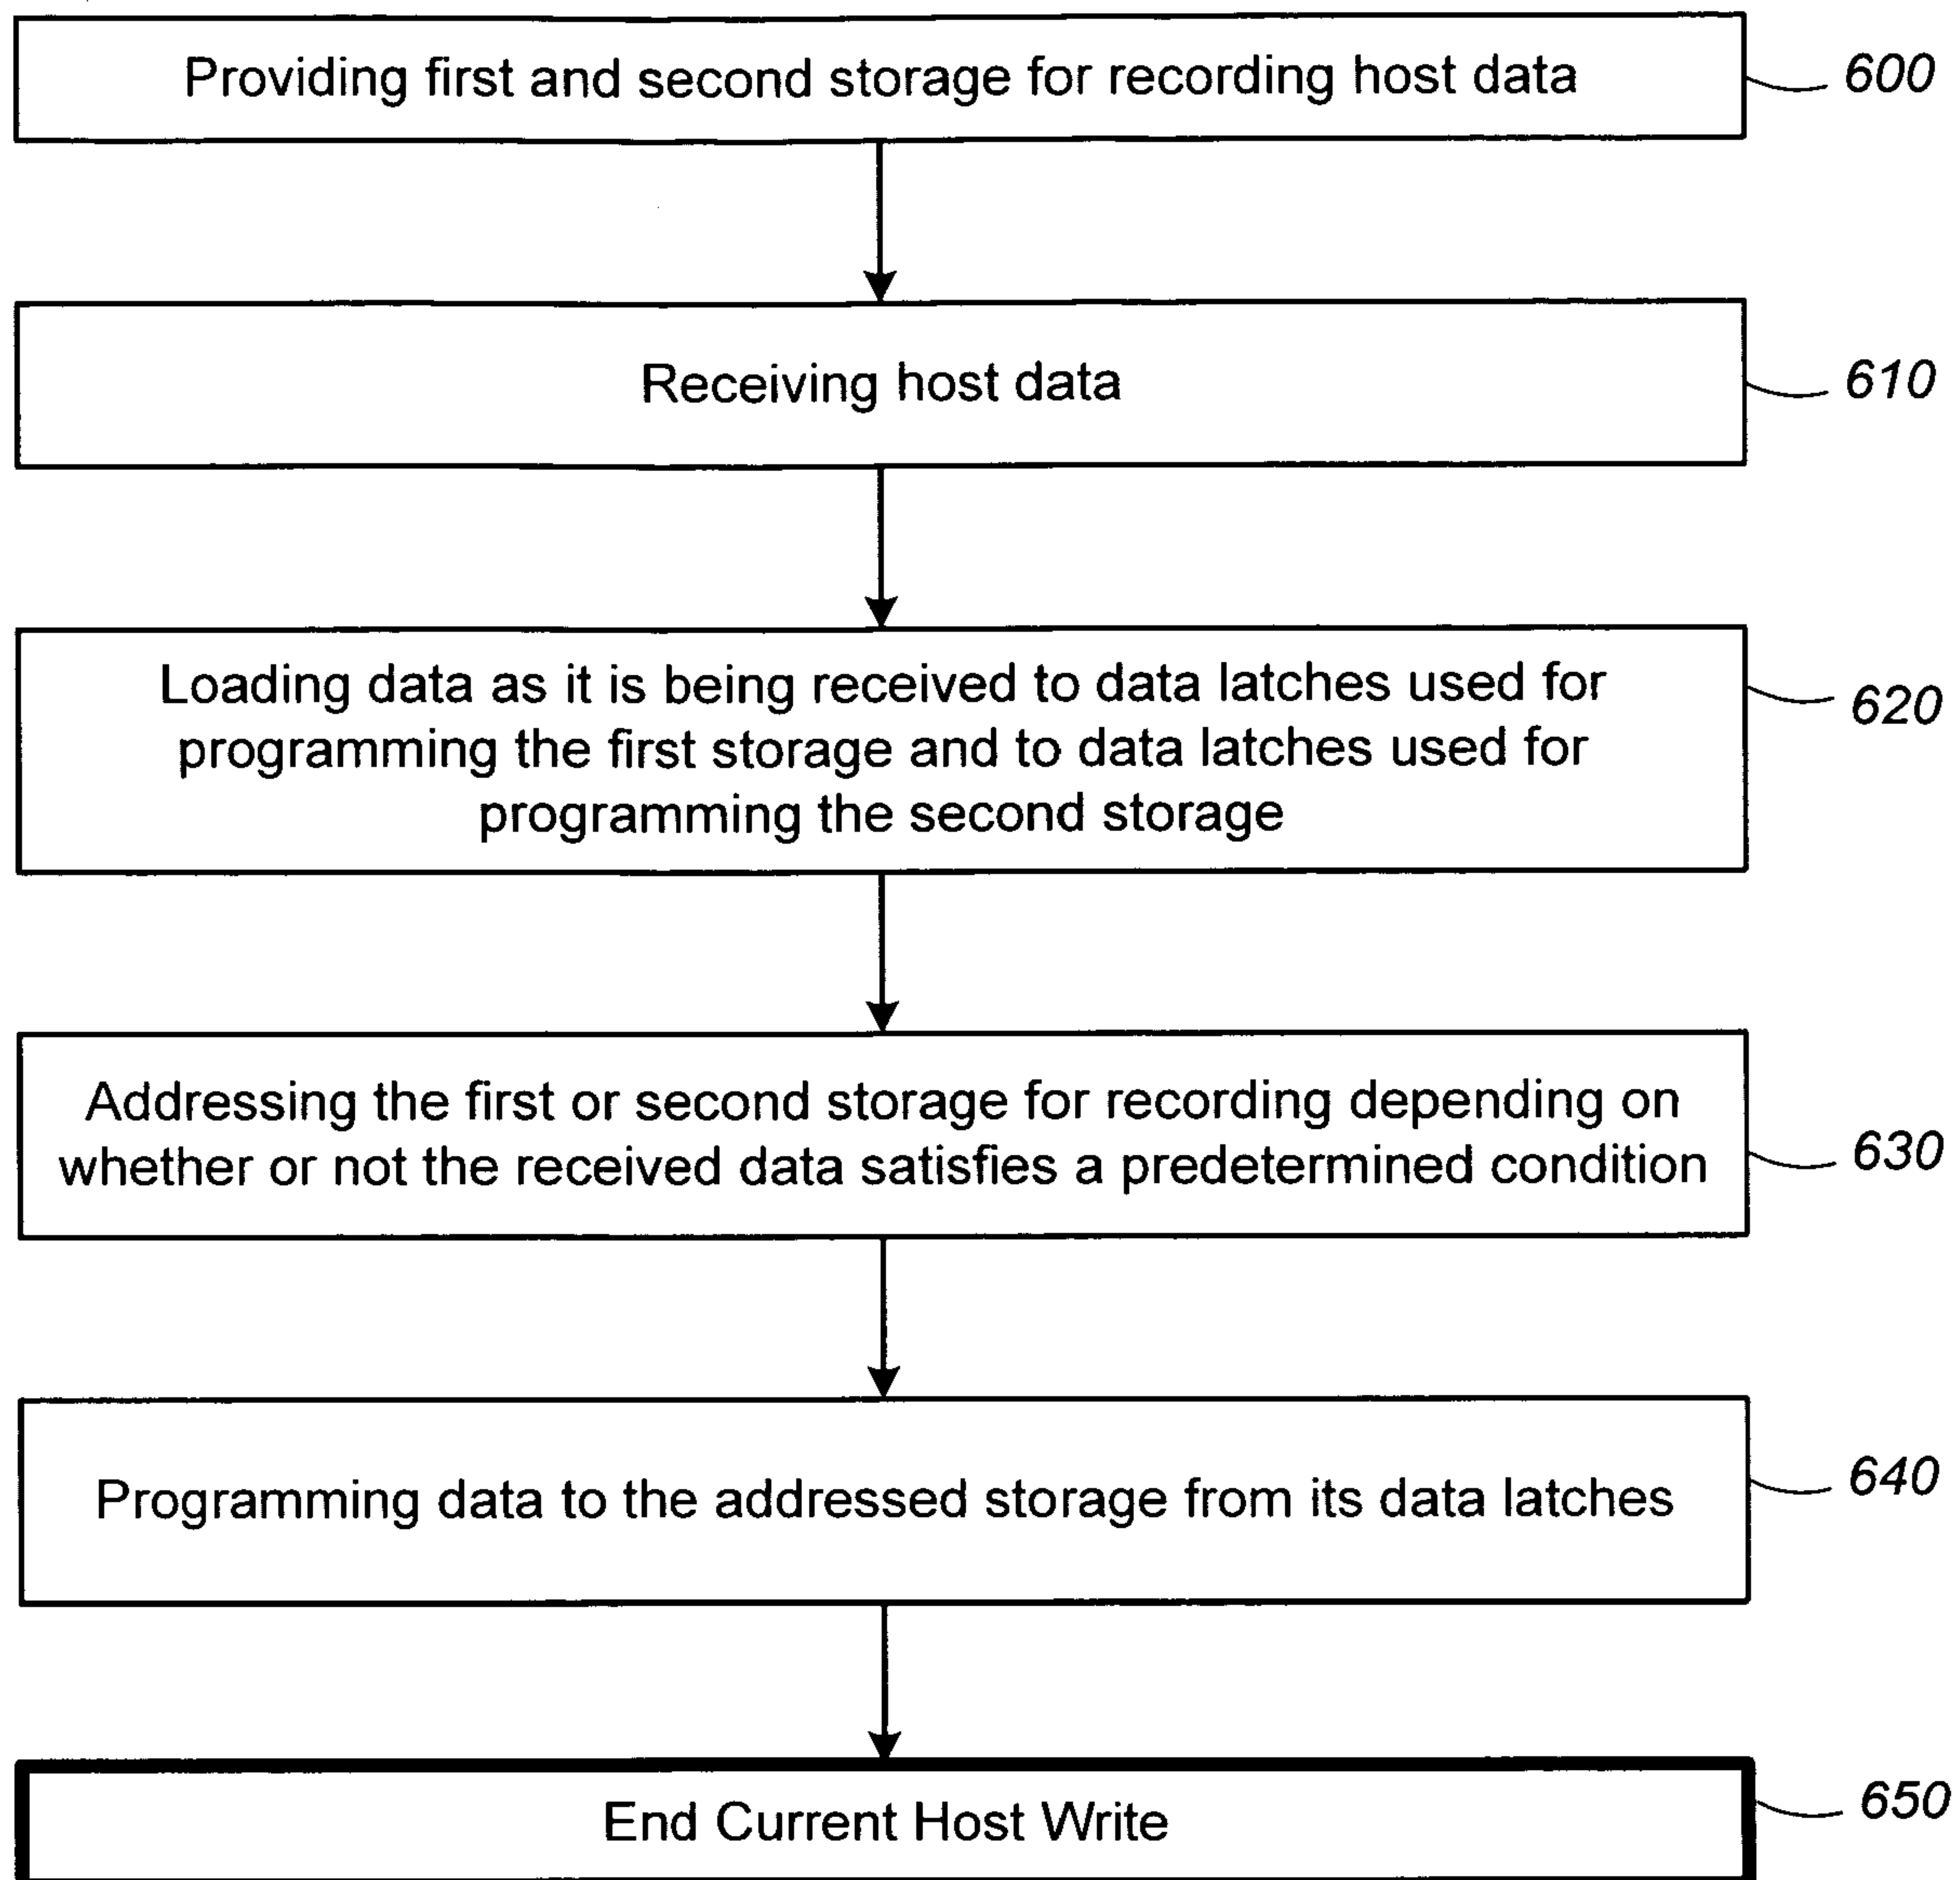 Providing first and second storage for recording host data
600
Receiving host data
610
Loading data as it is being received to data latches used for
programming the first storage and to data latches used for
programming the second storage
620
Addressing the first or second storage for recording depending on
whether or not the received data satisfies a predetermined condition
630
Programming data to the addressed storage from its data latches
640
End Current Host Write
650